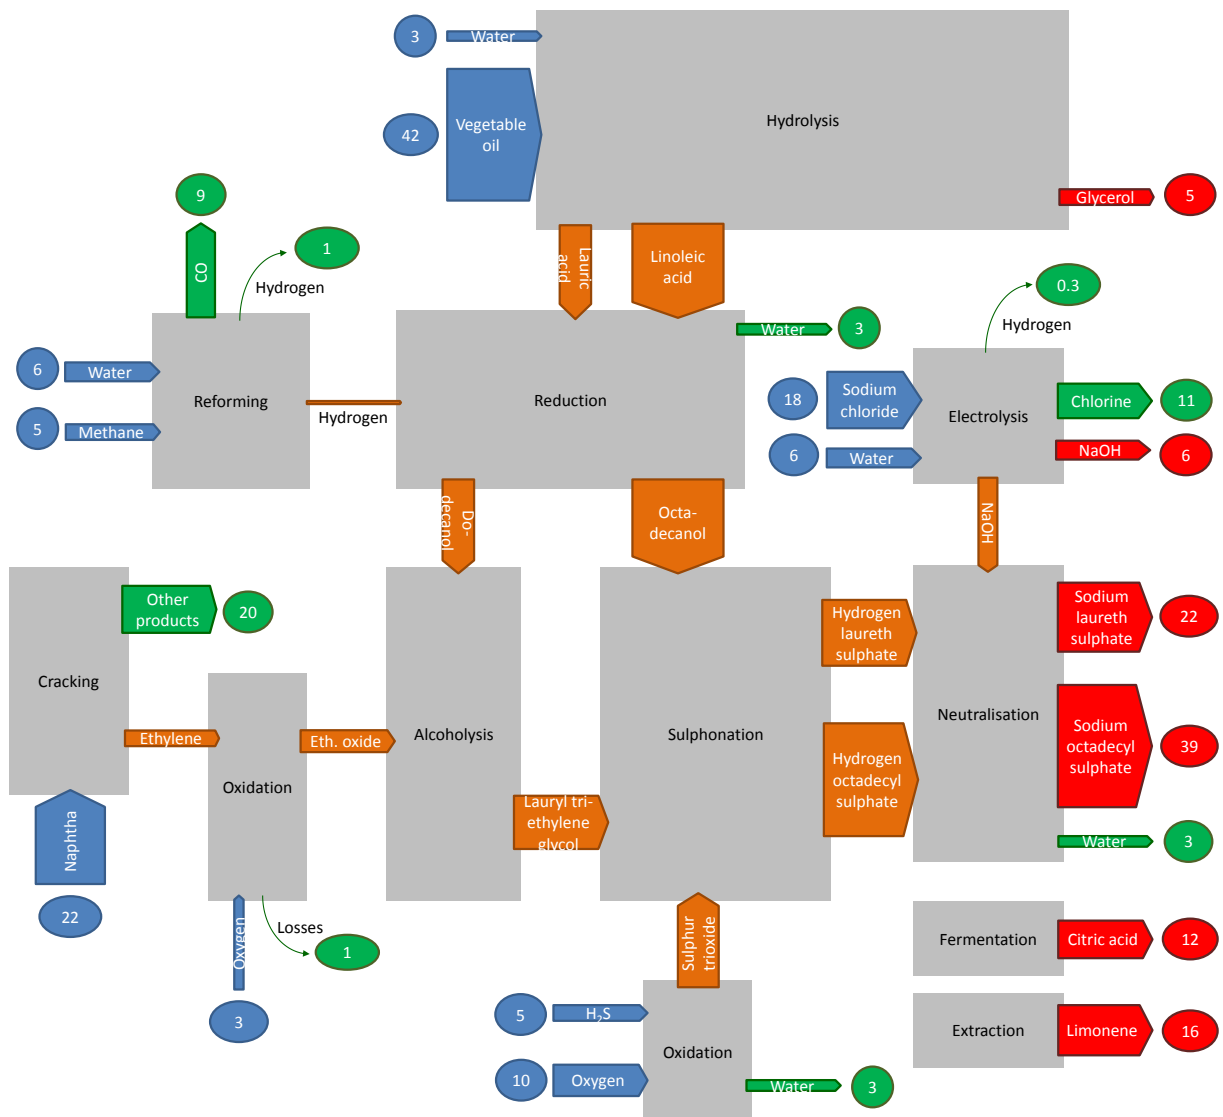 3
Water
Hydrolysis
42
Vegetable
oil
Glycerol
5
9
CO
1
Hydrogen
Lauric
acid
Linoleic
acid
0.3
Hydrogen
6
Water
5
Methane
Reforming
Hydrogen
Reduction
Water
3
18
Sodium
chloride
6
Water
Electrolysis
Chlorine
11
NaOH
6
NaOH
Do-
decanol
Octa-
decanol
Other
products
20
Cracking
Ethylene
Naphtha
22
Oxidation
Oxygen
3
Losses
1
Eth. oxide
Alcoholysis
Lauryl tri-
ethylene
glycol
Sulphonation
Hydrogen
laureth
sulphate
Hydrogen
octadecyl
sulphate
Neutralisation
Sodium
laureth
sulphate
22
Sodium
octadecyl
sulphate
39
Water
3
Sulphur
trioxide
5
H₂S
10
Oxygen
Oxidation
Water
3
Fermentation
Citric acid
12
Extraction
Limonene
16